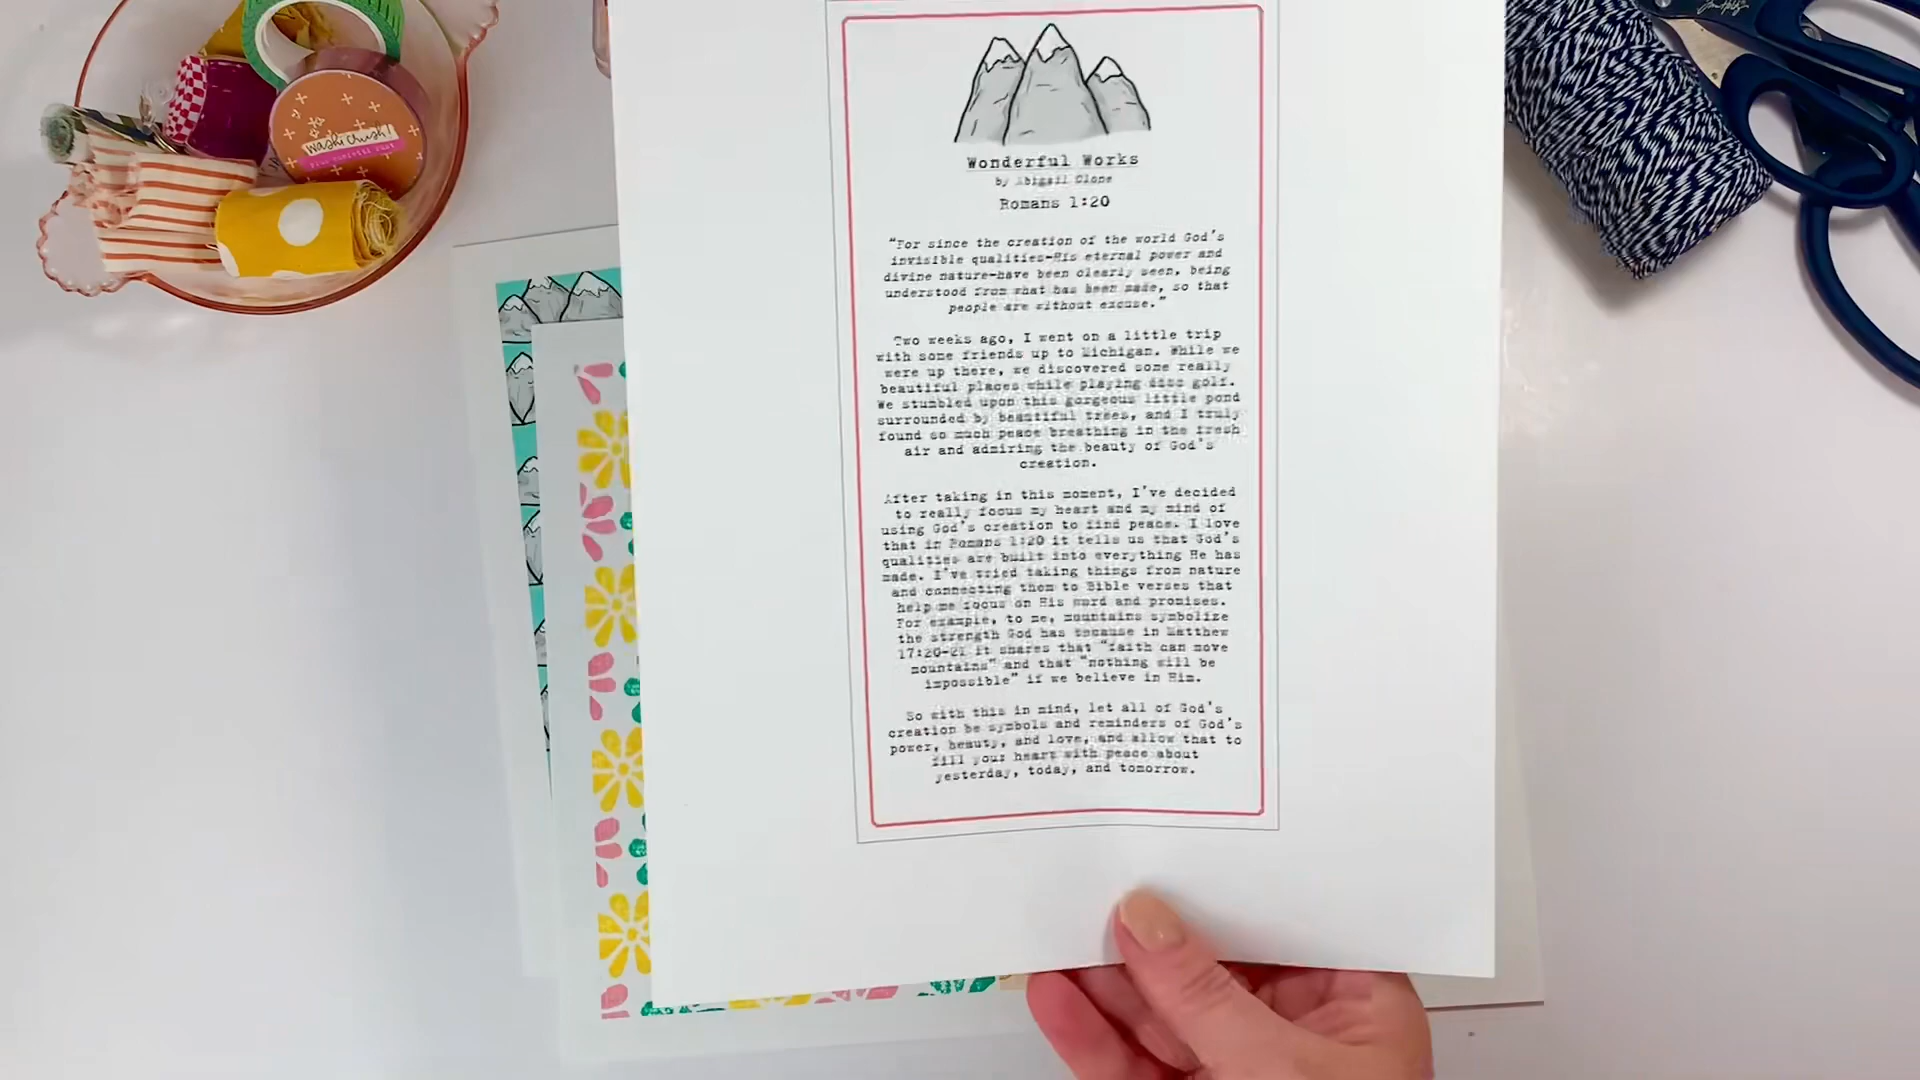 washi crush!
Tim Holtz
Wonderful Works
by Abigail Clone
Romans 1:20
"For since the creation of the world God's
invisible qualities-His eternal power and
divine nature-have been clearly seen, being
understood from what has been made, so that
people are without excuse."
Two weeks ago, I went on a little trip
with some friends up to Michigan. While we
were up there, we discovered some really
beautiful places while playing disc golf.
We stumbled upon this gorgeous little pond
surrounded by beautiful trees, and I truly
found so much peace breathing in the fresh
air and admiring the beauty of God's
creation.
After taking in this moment, I've decided
to really focus my heart and my mind of
using God's creation to find peace. I love
that in Romans 1:20 it tells us that God's
qualities are built into everything He has
made. I've tried taking things from nature
and connecting them to Bible verses that
help me focus on His word and promises.
For example, to me, mountains symbolize
the strength God has because in Matthew
17:20-21 it shares that "faith can move
mountains" and that "nothing will be
impossible" if we believe in Him.
So with this in mind, let all of God's
creation be symbols and reminders of God's
power, beauty, and love, and allow that to
fill your heart with peace about
yesterday, today, and tomorrow.